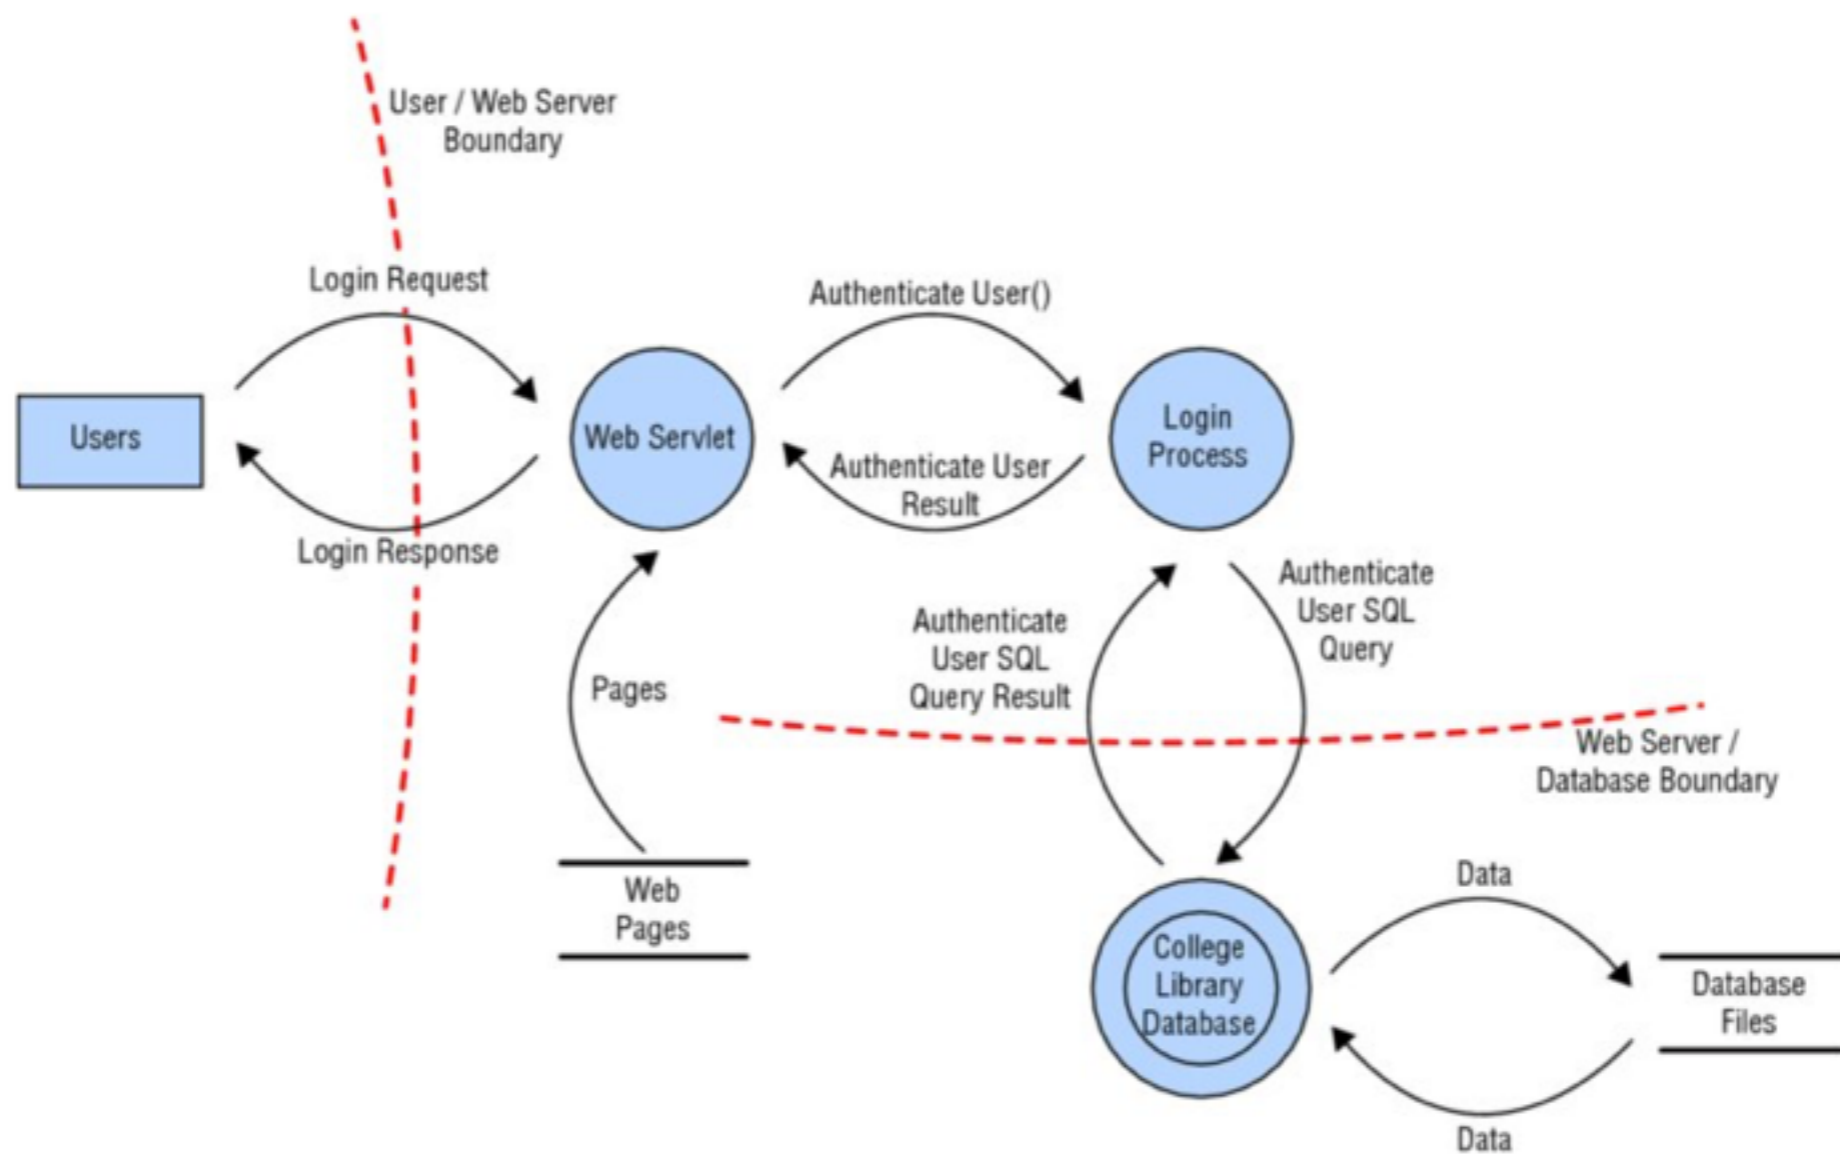 User / Web Server
Boundary
Login Request
Authenticate User()
Users
Web Servlet
Login
Process
Authenticate User
Result
Login Response
Authenticate
User SQL
Query
Authenticate
User SQL
Query Result
Pages
Web Server /
Database Boundary
Web
Pages
Data
College
Library
Database
Database
Files
Data